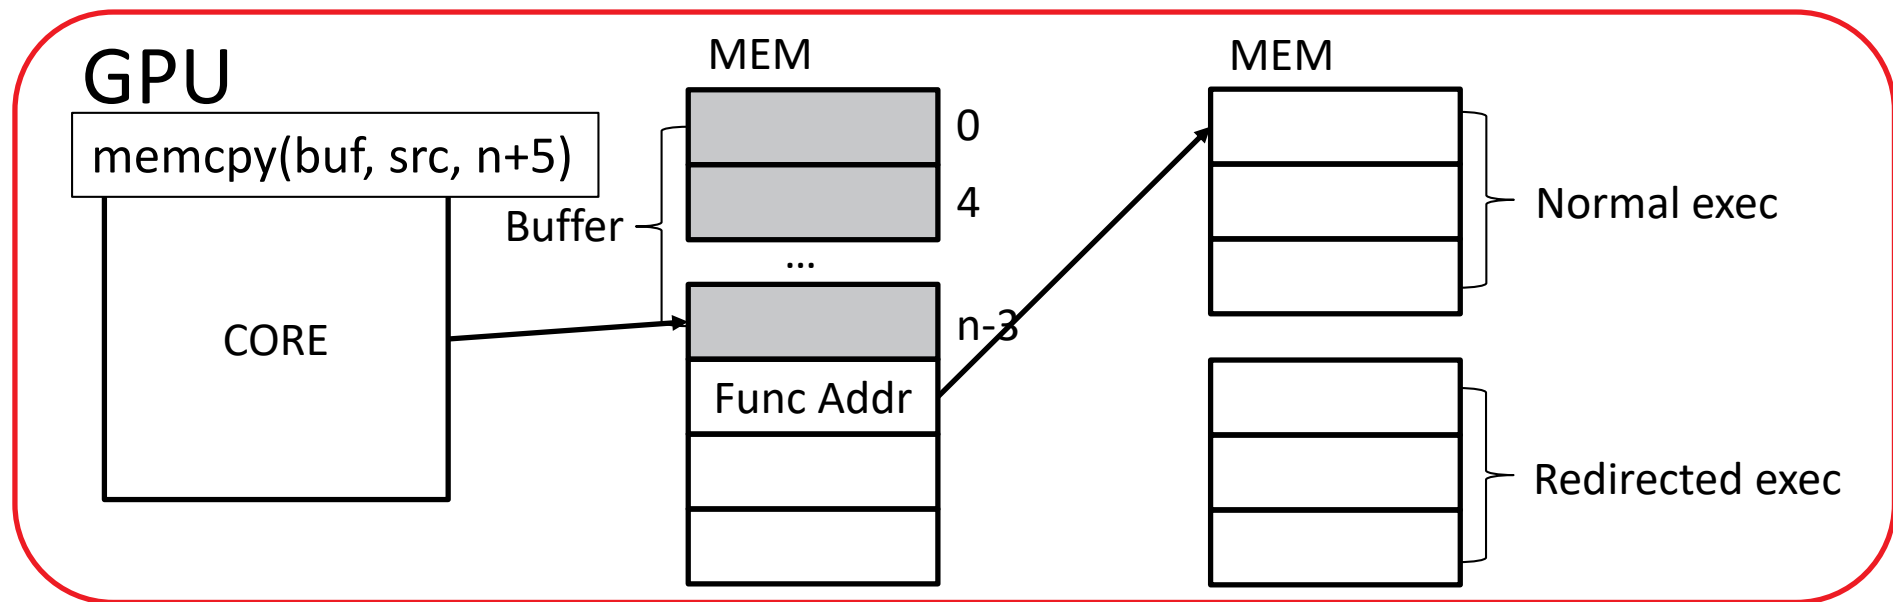 GPU
memcpy(buf, src, n+5)
CORE
Buffer
MEM
0
4
...
n-3
Func Addr
MEM
Normal exec
Redirected exec